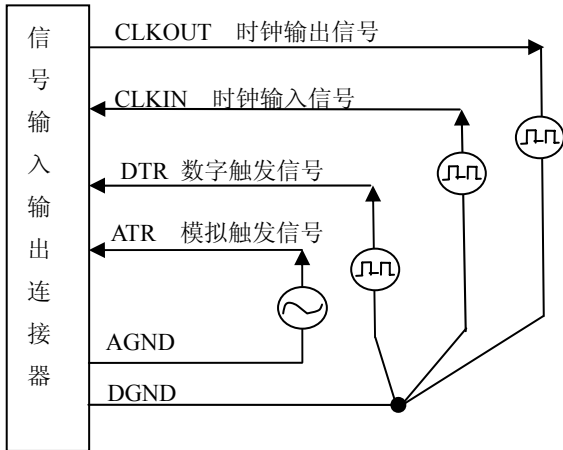 信号输入输出连接器
CLKOUT 时钟输出信号
CLKIN 时钟输入信号
DTR 数字触发信号
ATR 模拟触发信号
AGND
DGND